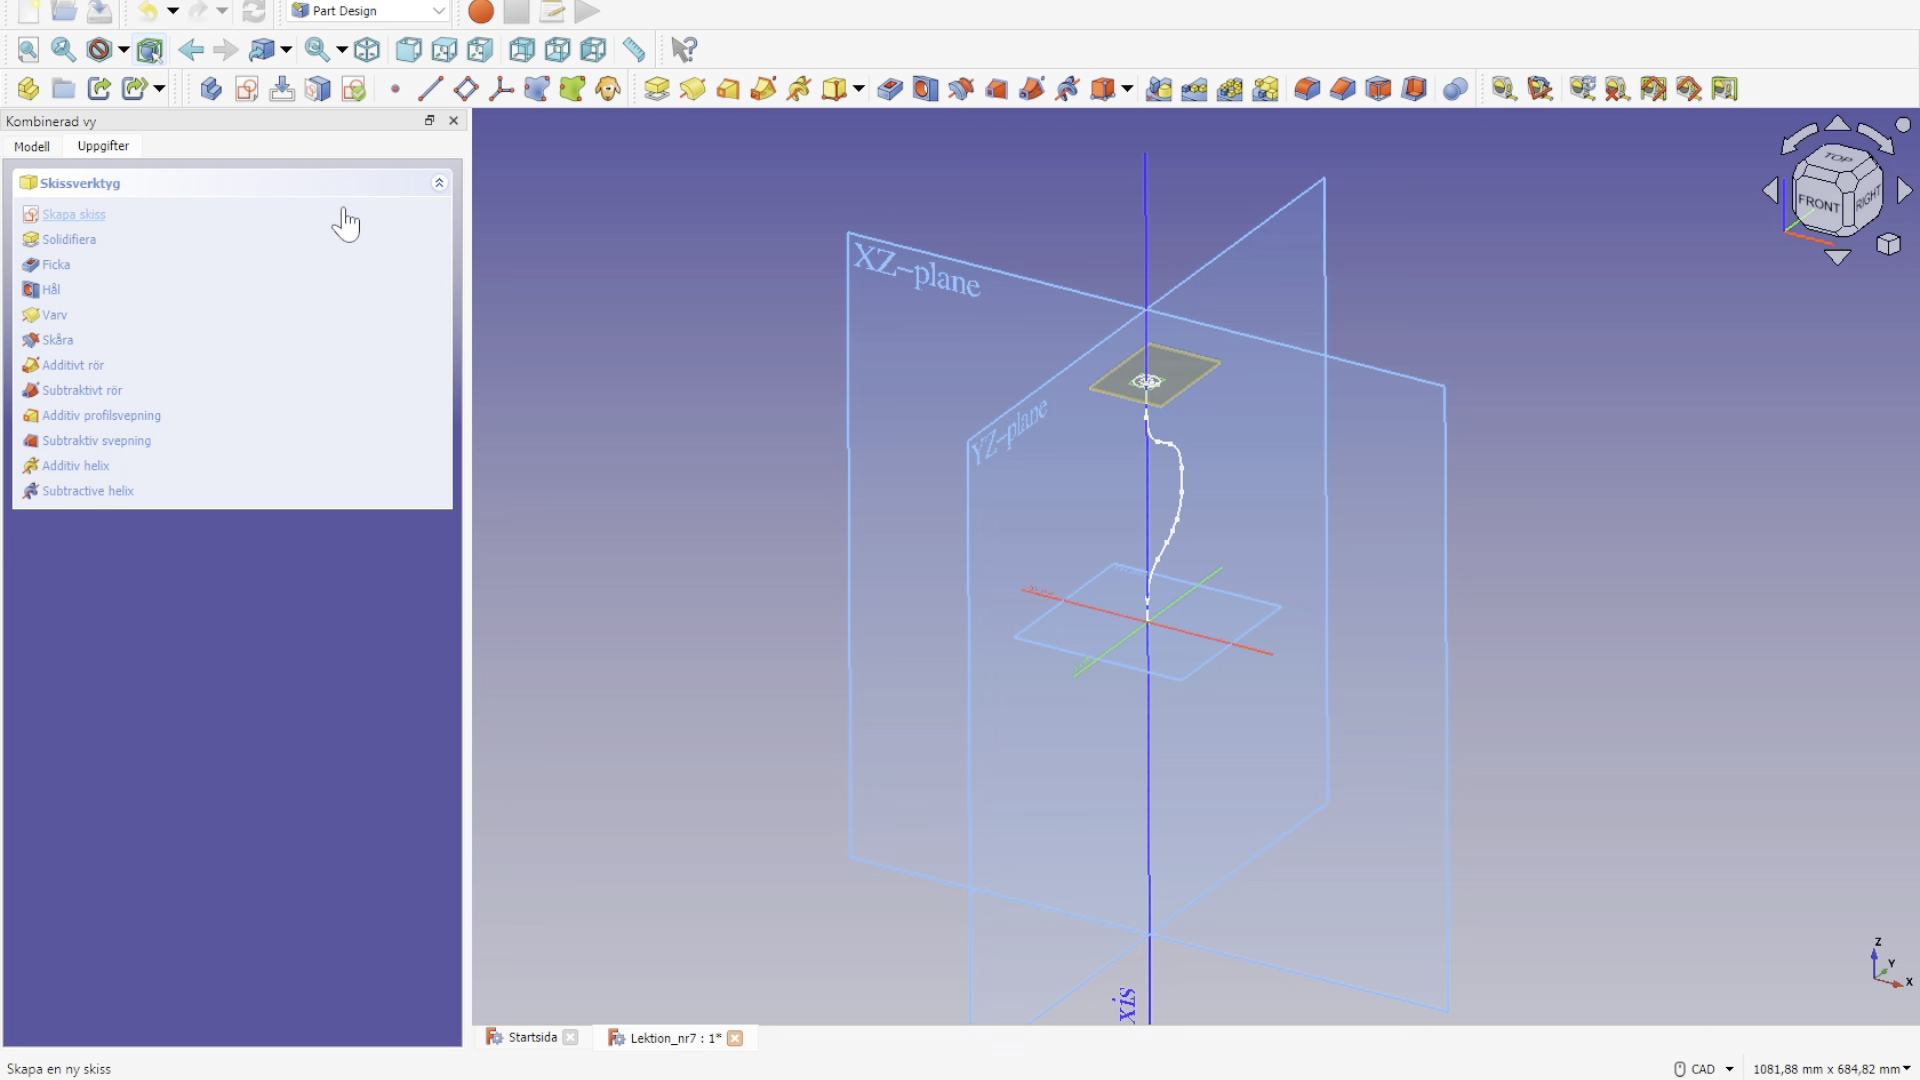 Part Design
Kombinerad vy
Modell Uppgifter
Skissverktyg
Skapa skiss
Solidifiera
Ficka
Hål
Varv
Skåra
Additivt rör
Subtraktivt rör
Additiv profilsvepning
Subtraktiv svepning
Additiv helix
Subtractive helix
XZ-plane
YZ-plane
xis
TOP
FRONT
RIGHT
Z
Y
X
Startsida
Lektion_nr7 : 1*
Skapa en ny skiss
CAD
1081,88 mm x 684,82 mm